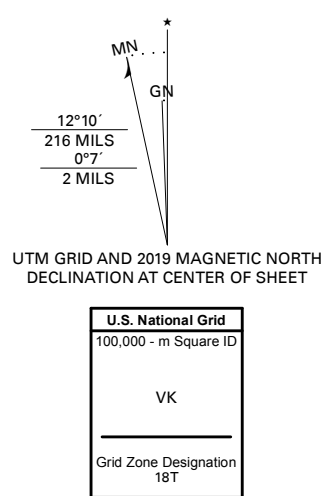 ★
MN
GN
12°10´
216 MILS
0°7´
2 MILS
UTM GRID AND 2019 MAGNETIC NORTH
DECLINATION AT CENTER OF SHEET
U.S. National Grid
100,000 - m Square ID
VK
Grid Zone Designation
18T